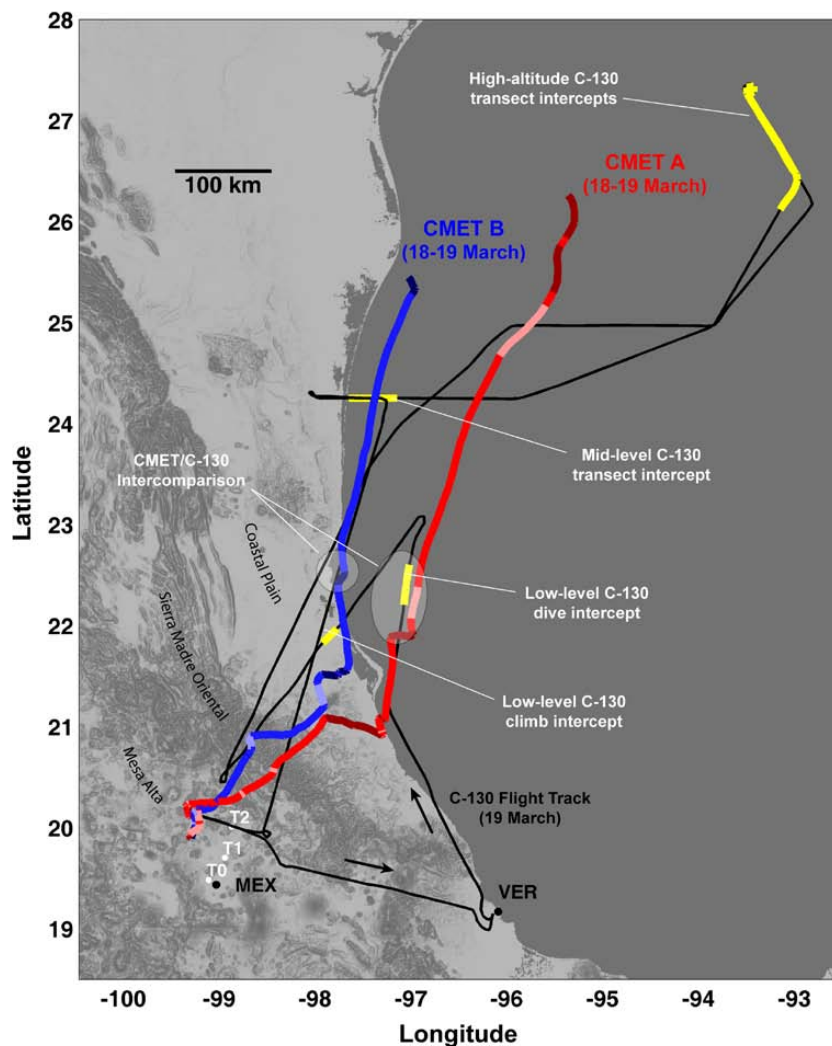 28
27
26
25
24
23
22
21
20
19
Latitude
-100
-99
-98
-97
-96
-95
-94
-93
Longitude
High-altitude C-130
transect intercepts
100 km
CMET A
(18-19 March)
CMET B
(18-19 March)
CMET/C-130
Intercomparison
Mid-level C-130
transect intercept
Coastal Plain
Low-level C-130
dive intercept
Sierra Madre Oriental
Low-level C-130
climb intercept
Mesa Alta
C-130 Flight Track
(19 March)
T2
T1
T0
MEX
VER